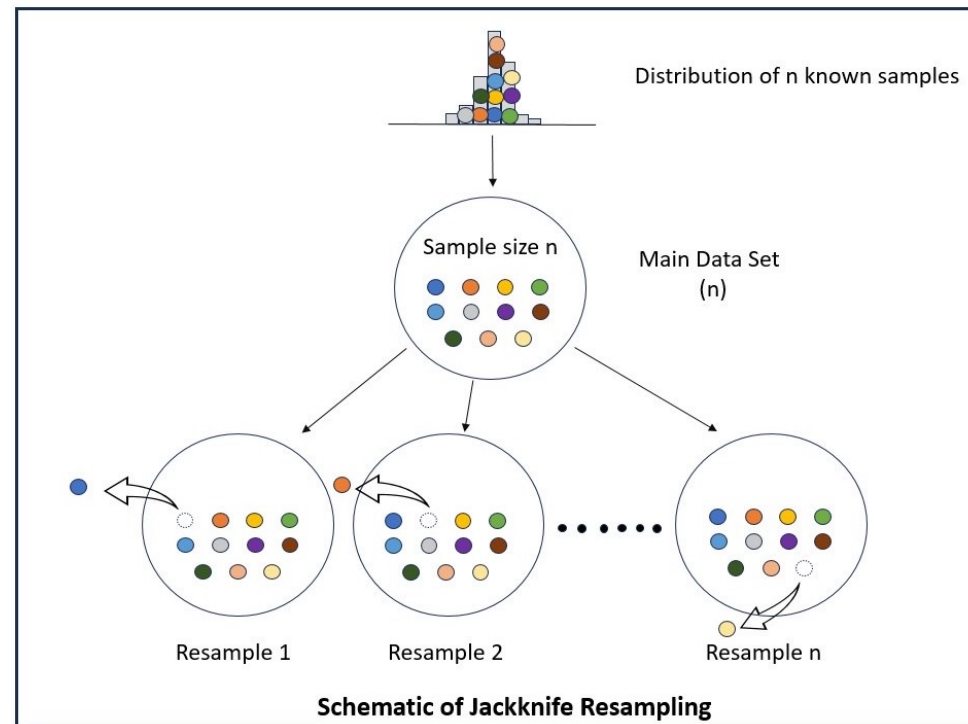 Distribution of n known samples
Sample size n
Main Data Set
(n)
Resample 1
Resample 2
Resample n
Schematic of Jackknife Resampling